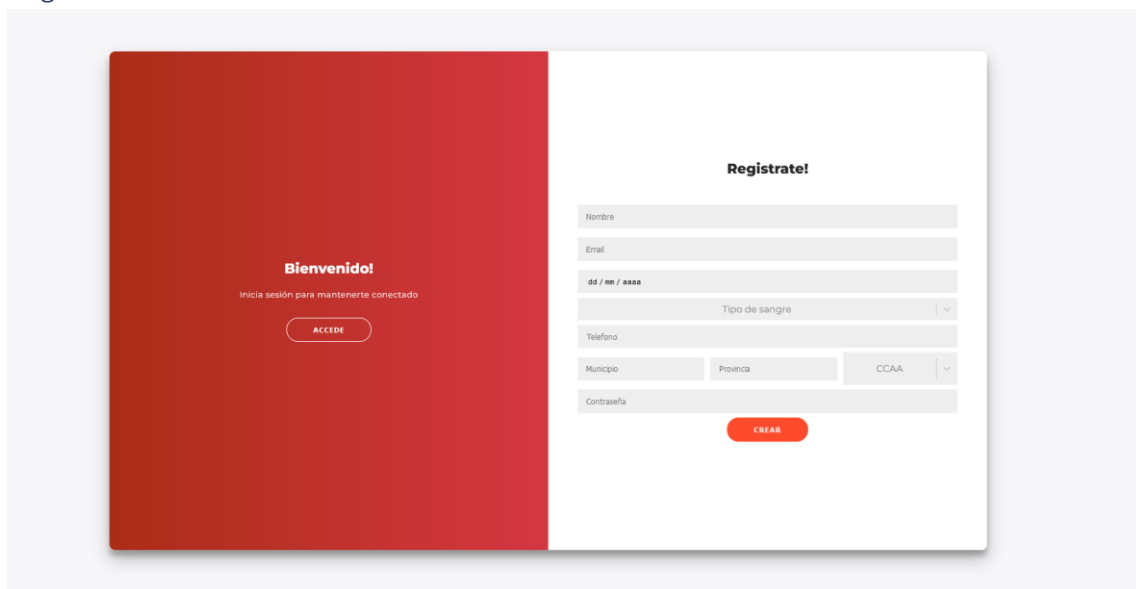 Bienvenido!
Inicia sesión para mantenerte conectado
ACCEDE
Registrate!
Nombre
Email
dd / mm / aaaa
Tipo de sangre
Telefono
Municipio Provincia CCAA
Contraseña
CREAR